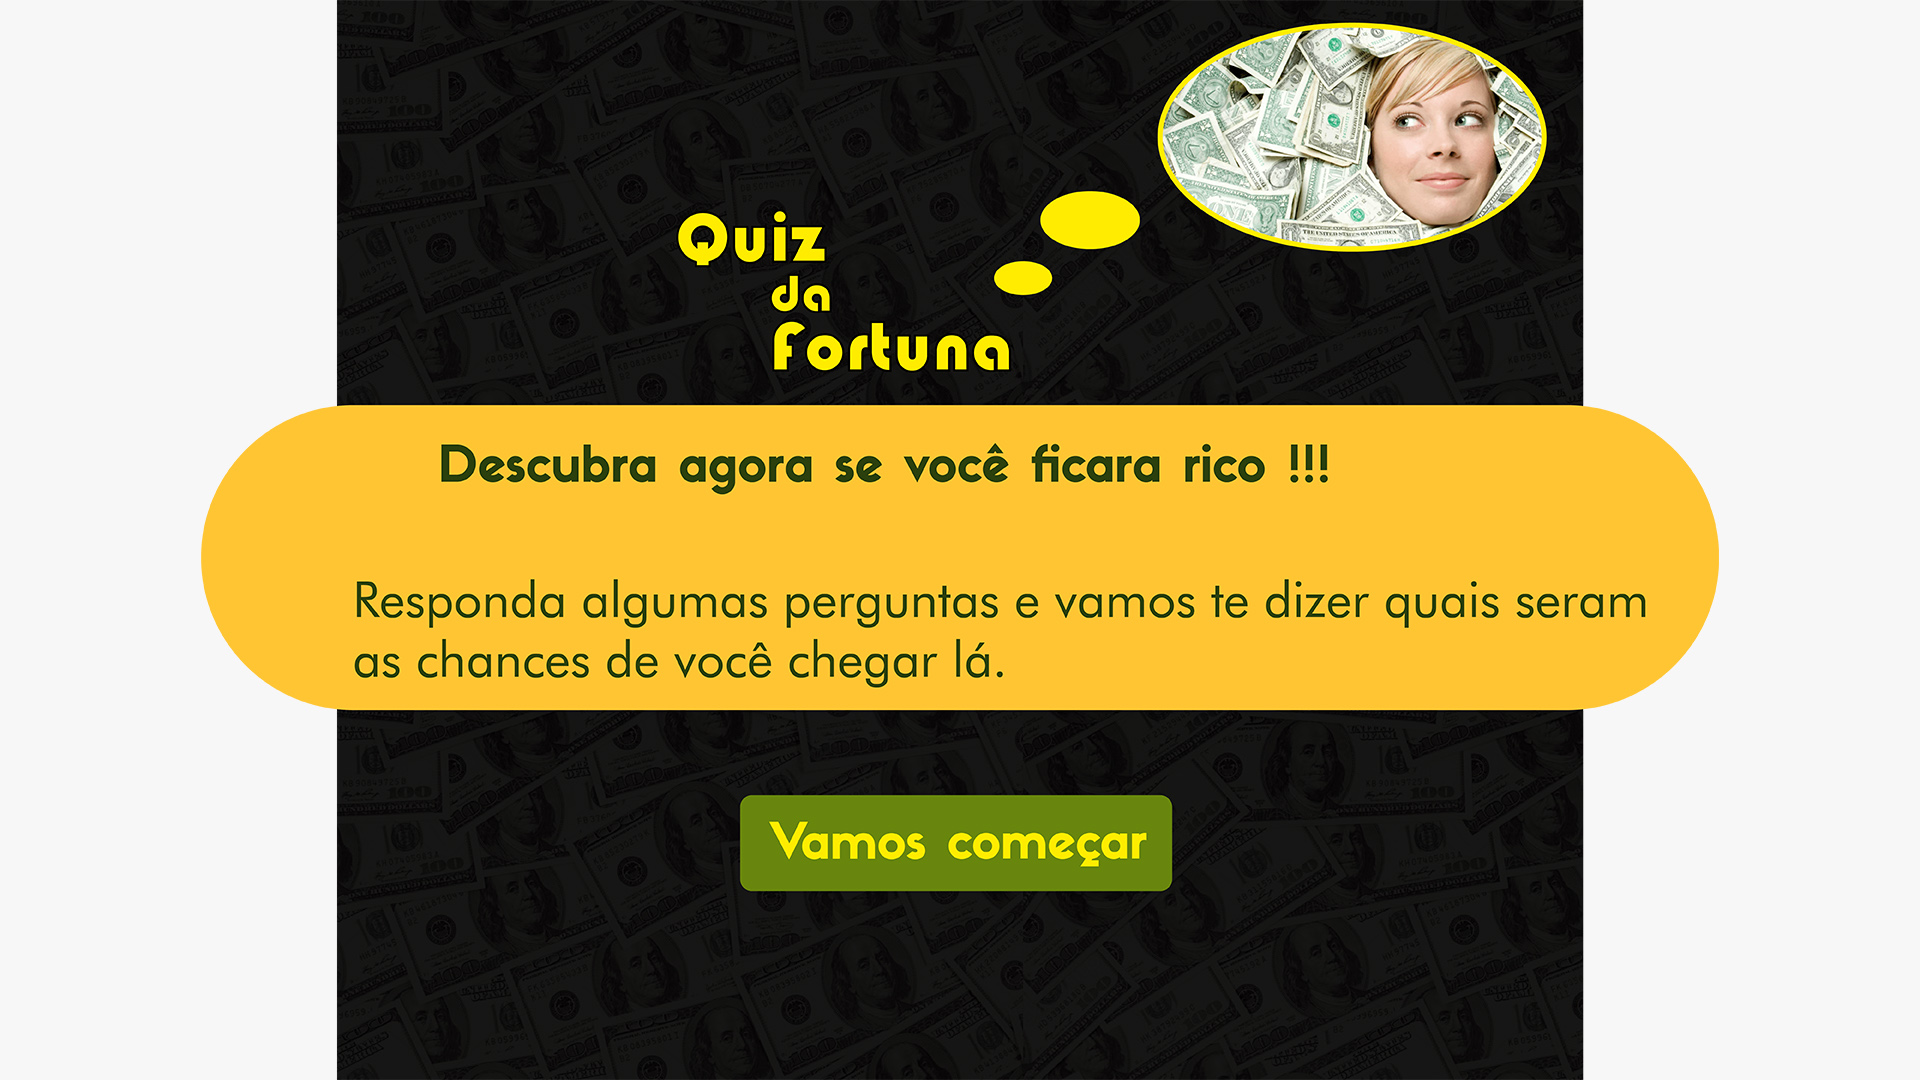 Quiz
da
Fortuna
Descubra agora se você ficara rico !!!
Responda algumas perguntas e vamos te dizer quais seram
as chances de você chegar lá.
Vamos começar